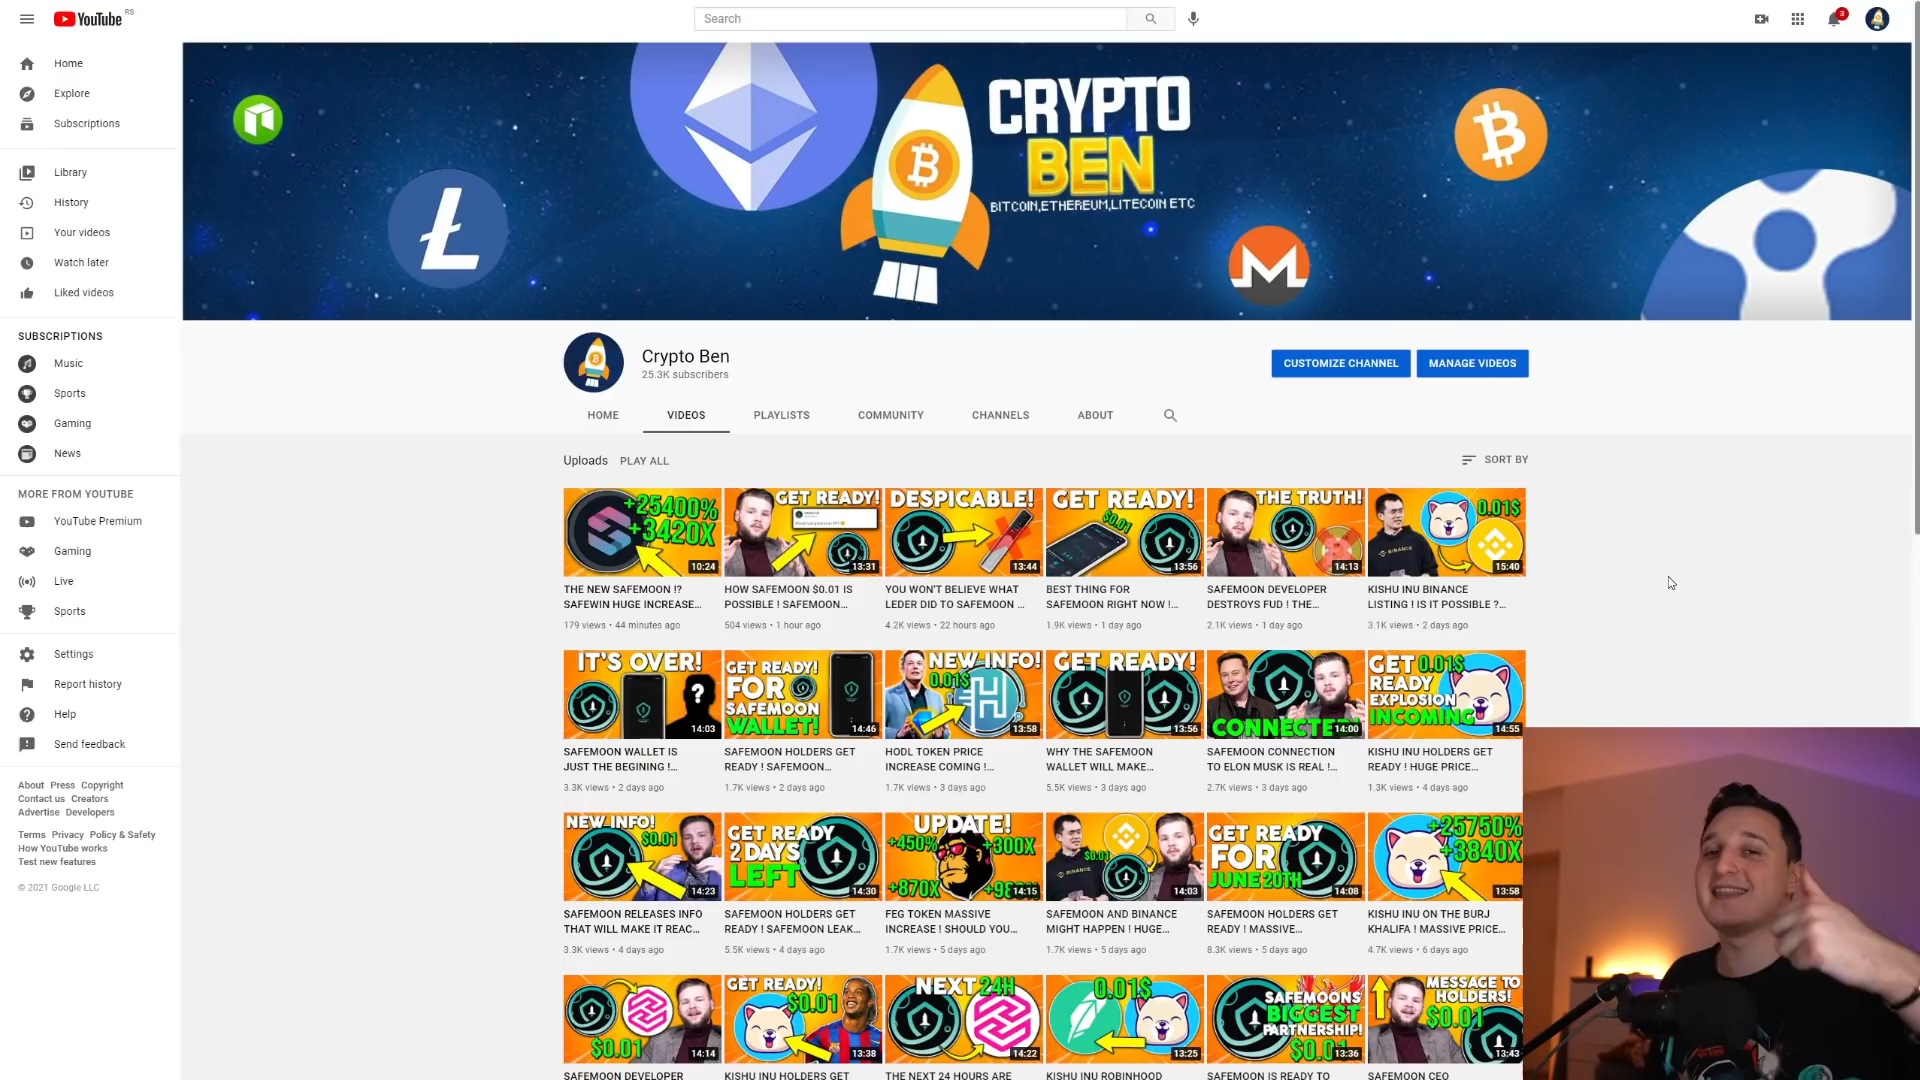 YouTube RS
Search
3
Home
Explore
Subscriptions
Library
History
Your videos
Watch later
Liked videos
SUBSCRIPTIONS
Music
Sports
Gaming
News
MORE FROM YOUTUBE
YouTube Premium
Gaming
Live
Sports
Settings
Report history
Help
Send feedback
About Press Copyright
Contact us Creators
Advertise Developers
Terms Privacy Policy & Safety
How YouTube works
Test new features
© 2021 Google LLC
CRYPTO
BEN
BITCOIN,ETHEREUM,LITECOIN ETC
Crypto Ben
25.3K subscribers
CUSTOMIZE CHANNEL MANAGE VIDEOS
HOME VIDEOS PLAYLISTS COMMUNITY CHANNELS ABOUT
Uploads PLAY ALL SORT BY
+25400%
+3420X
10:24
THE NEW SAFEMOON !?
SAFEWIN HUGE INCREASE...
179 views • 44 minutes ago
GET READY!
13:31
HOW SAFEMOON $0.01 IS
POSSIBLE ! SAFEMOON...
504 views • 1 hour ago
DESPICABLE!
13:44
YOU WON'T BELIEVE WHAT
LEDER DID TO SAFEMOON ...
4.2K views • 22 hours ago
GET READY!
$0.01
13:56
BEST THING FOR
SAFEMOON RIGHT NOW !...
1.9K views • 1 day ago
THE TRUTH!
14:13
SAFEMOON DEVELOPER
DESTROYS FUD ! THE...
2.1K views • 1 day ago
0.01$
BINANCE
15:40
KISHU INU BINANCE
LISTING ! IS IT POSSIBLE ?...
3.1K views • 2 days ago
IT'S OVER!
?
14:03
SAFEMOON WALLET IS
JUST THE BEGINING !...
3.3K views • 2 days ago
GET READY!
FOR
SAFEMOON
WALLET!
14:46
SAFEMOON HOLDERS GET
READY ! SAFEMOON...
1.7K views • 2 days ago
NEW INFO!
0.01$
13:58
HODL TOKEN PRICE
INCREASE COMING !...
1.7K views • 3 days ago
GET READY!
13:56
WHY THE SAFEMOON
WALLET WILL MAKE...
5.5K views • 3 days ago
CONNECTED!
14:00
SAFEMOON CONNECTION
TO ELON MUSK IS REAL !...
2.7K views • 3 days ago
GET 0.01$
READY
EXPLOSION
INCOMING
14:55
KISHU INU HOLDERS GET
READY ! HUGE PRICE...
1.3K views • 4 days ago
NEW INFO!
$0.01
14:23
SAFEMOON RELEASES INFO
THAT WILL MAKE IT REAC...
3.3K views • 4 days ago
GET READY
2 DAYS
LEFT
14:30
SAFEMOON HOLDERS GET
READY ! SAFEMOON LEAK...
5.5K views • 4 days ago
UPDATE!
+450% +300X
+870X
14:15
FEG TOKEN MASSIVE
INCREASE ! SHOULD YOU...
1.7K views • 5 days ago
$0.01
BINANCE
14:03
SAFEMOON AND BINANCE
MIGHT HAPPEN ! HUGE...
1.7K views • 5 days ago
GET READY
FOR
JUNE 20TH
14:08
SAFEMOON HOLDERS GET
READY ! MASSIVE...
8.3K views • 5 days ago
+25750%
+3840X
13:58
KISHU INU ON THE BURJ
KHALIFA ! MASSIVE PRICE...
4.7K views • 6 days ago
$0.01
14:14
SAFEMOON DEVELOPER
GET READY!
$0.01
13:38
KISHU INU HOLDERS GET
NEXT 24H
14:22
THE NEXT 24 HOURS ARE
0.01$
13:25
KISHU INU ROBINHOOD
SAFEMOONS
BIGGEST
PARTNERSHIP!
$0.01
13:36
SAFEMOON IS READY TO
MESSAGE TO
HOLDERS!
$0.01
13:43
SAFEMOON CEO